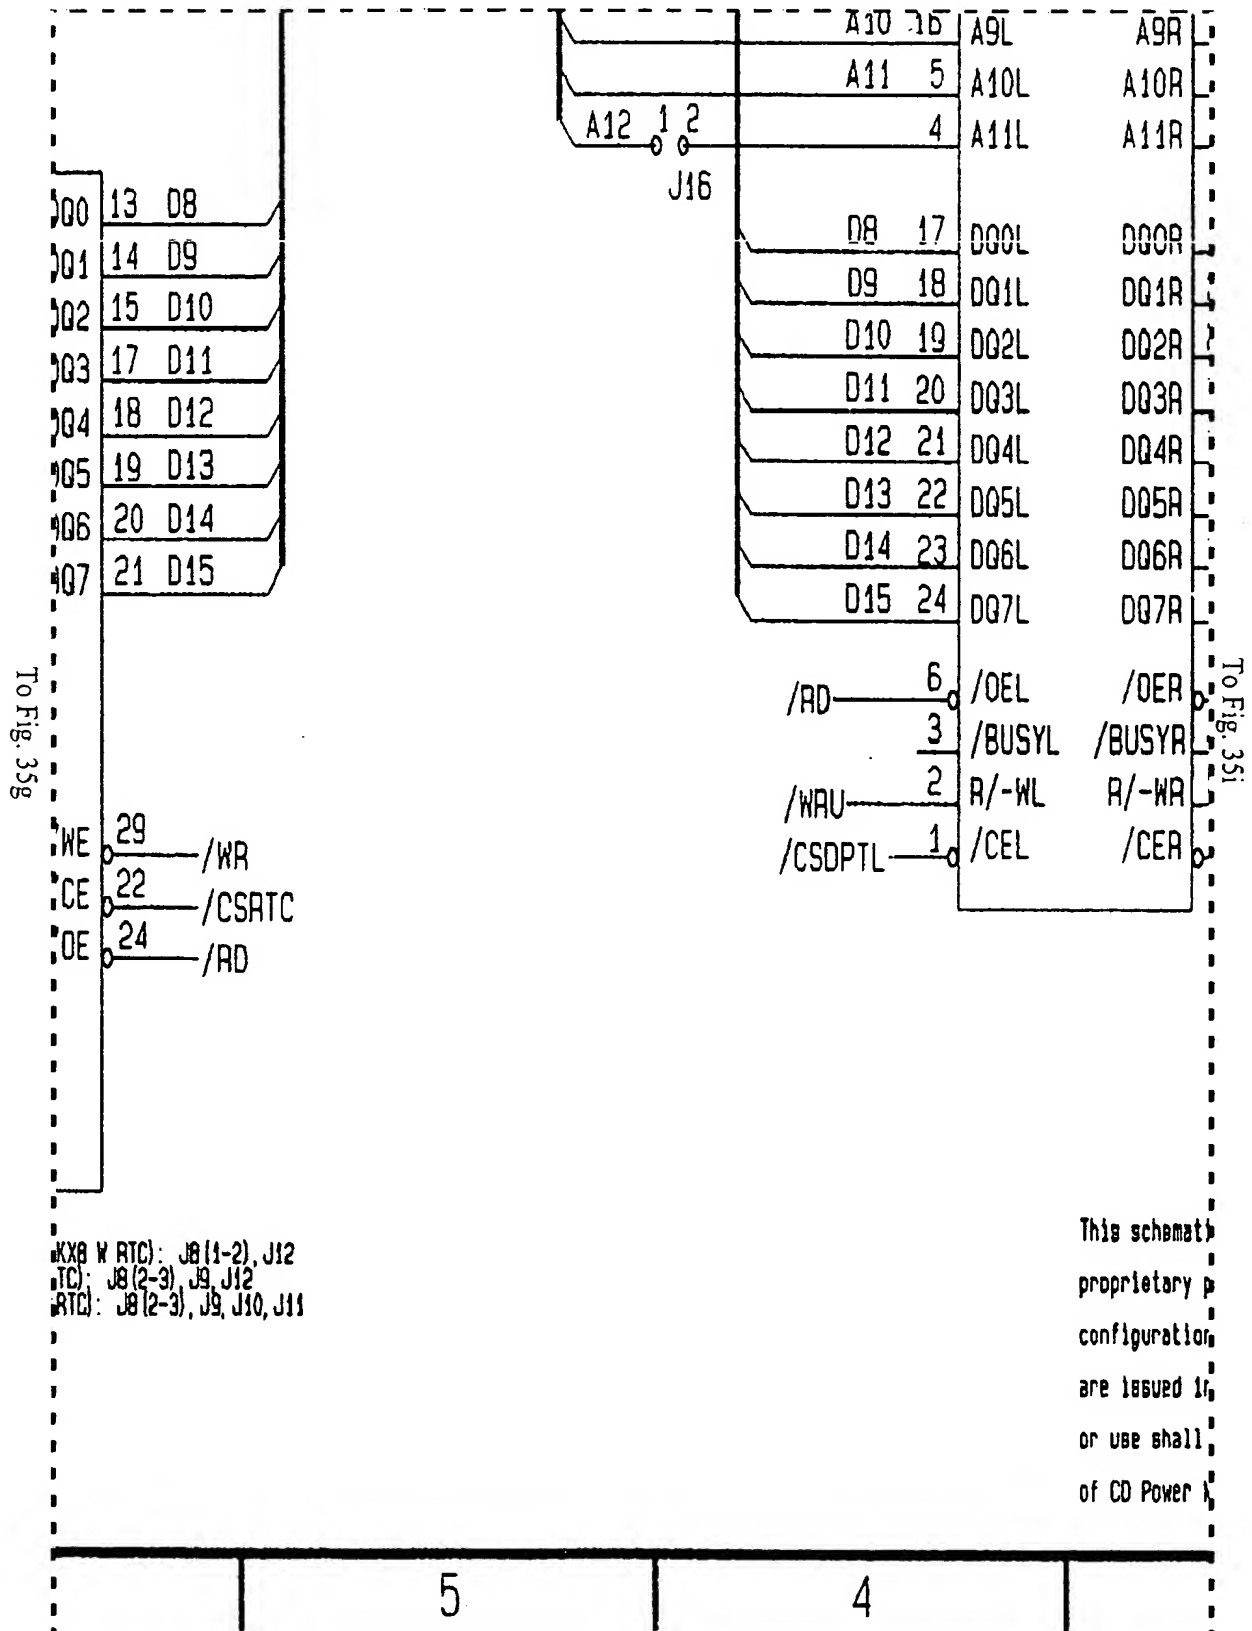 A10 16 A9L A9R
A11 5 A10L A10R
A12 1 2 4 A11L A11R
J16
DQ0 13 D8
DQ1 14 D9
DQ2 15 D10
DQ3 17 D11
DQ4 18 D12
DQ5 19 D13
DQ6 20 D14
DQ7 21 D15
D8 17 DQ0L DQ0R
D9 18 DQ1L DQ1R
D10 19 DQ2L DQ2R
D11 20 DQ3L DQ3R
D12 21 DQ4L DQ4R
D13 22 DQ5L DQ5R
D14 23 DQ6L DQ6R
D15 24 DQ7L DQ7R
/RD 6 /OEL /OER
3 /BUSYL /BUSYR
/WRU 2 R/-WL R/-WR
/CSDPTL 1 /CEL /CER
To Fig. 35g
To Fig. 35i
/WE 29 /WR
/CE 22 /CSRTC
/OE 24 /RD
KX8 W RTC): J8(1-2), J12
TC): J8(2-3), J9, J12
RTC): J8(2-3), J9, J10, J11
This schemati
proprietary p
configuration
are issued in
or use shall
of CD Power
5 4